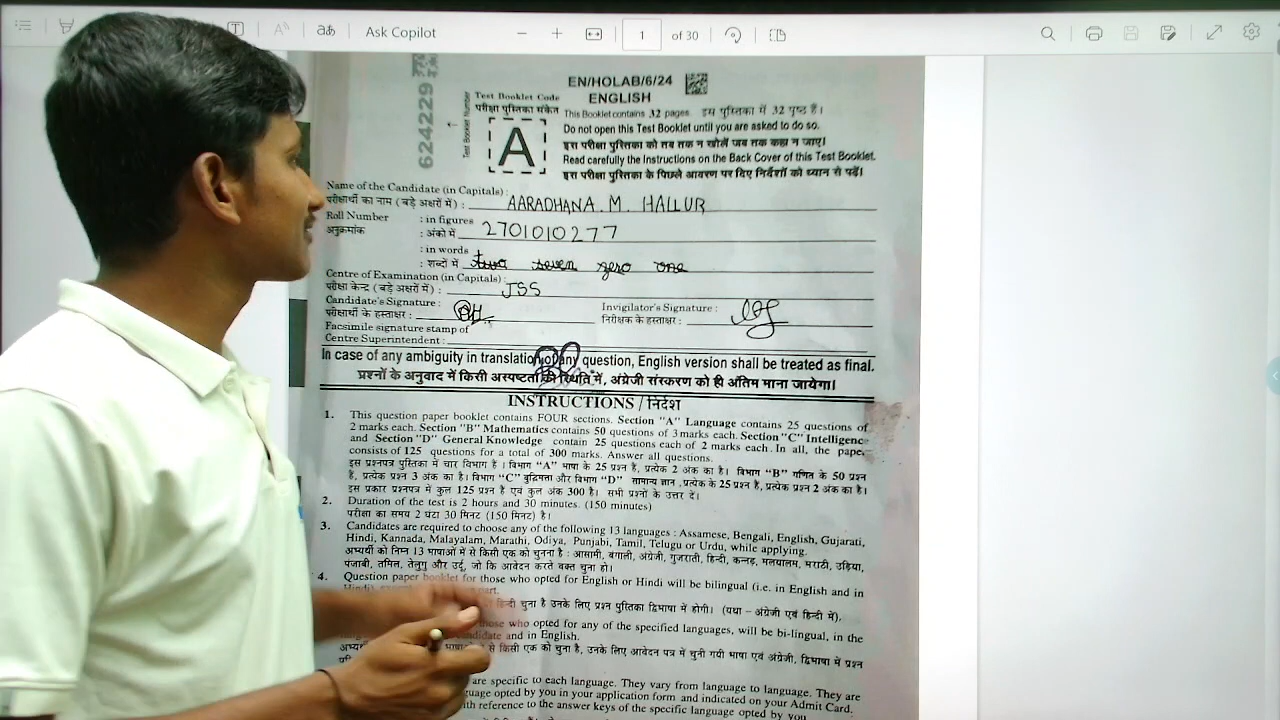 Ask Copilot
1 of 30
EN/HOLAB/6/24
Test Booklet Code ENGLISH
परीक्षा पुस्तिका संकेत
This Booklet contains 32 pages इस पुस्तिका में 32 पृष्ठ हैं।
Do not open this Test Booklet until you are asked to do so.
इस परीक्षा पुस्तिका को तब तक न खोलें जब तक कहा न जाए।
Read carefully the Instructions on the Back Cover of this Test Booklet.
इस परीक्षा पुस्तिका के पिछले आवरण पर दिए निर्देशों को ध्यान से पढ़ें।
Test Booklet Number
6242297
A
Name of the Candidate (in Capitals) :
परीक्षार्थी का नाम ( बड़े अक्षरों में ) : AARADHANA. M. HALLUR
Roll Number : in figures
अनुक्रमांक : अंको में 2701010277
: in words
: शब्दों में two seven zero one
Centre of Examination (in Capitals) :
परीक्षा केन्द्र ( बड़े अक्षरों में ) : JSS
Candidate's Signature : Invigilator's Signature :
परीक्षार्थी के हस्ताक्षर : निरीक्षक के हस्ताक्षर :
Facsimile signature stamp of
Centre Superintendent :
In case of any ambiguity in translation of any question, English version shall be treated as final.
प्रश्नों के अनुवाद में किसी अस्पष्टता की स्थिति में, अंग्रेजी संस्करण को ही अंतिम माना जायेगा।
INSTRUCTIONS / निर्देश
1. This question paper booklet contains FOUR sections. Section "A" Language contains 25 questions of
2 marks each. Section "B" Mathematics contains 50 questions of 3 marks each. Section "C" Intelligenc
and Section "D" General Knowledge contain 25 questions each of 2 marks each. In all, the pape
consists of 125 questions for a total of 300 marks. Answer all questions.
इस प्रश्नपत्र पुस्तिका में चार विभाग है । विभाग "A" भाषा के 25 प्रश्न है, प्रत्येक 2 अंक का है। विभाग "B" गणित के 50 प्रश्न
है, प्रत्येक प्रश्न 3 अंक का है। विभाग "C" बुद्धिमत्ता और विभाग "D" सामान्य ज्ञान , प्रत्येक के 25 प्रश्न है, प्रत्येक प्रश्न 2 अंक का है।
इस प्रकार प्रश्नपत्र में कुल 125 प्रश्न है एवं कुल अंक 300 है। सभी प्रश्नों के उत्तर दें।
2. Duration of the test is 2 hours and 30 minutes. (150 minutes)
परीक्षा का समय 2 घंटा 30 मिनट (150 मिनट) है।
3. Candidates are required to choose any of the following 13 languages : Assamese, Bengali, English, Gujarati,
Hindi, Kannada, Malayalam, Marathi, Odiya, Punjabi, Tamil, Telugu or Urdu, while applying.
अभ्यर्थी को निम्न 13 भाषाओं में से किसी एक को चुनना है : आसामी, बंगाली, अंग्रेजी, गुजराती, हिन्दी, कन्नड़, मलयालम, मराठी, उड़िया,
पंजाबी, तमिल, तेलुगु और उर्दू, जो कि आवेदन करते वक्त चुना हो।
4. Question paper booklet for those who opted for English or Hindi will be bilingual (i.e. in English and in
Hindi) part.
हिन्दी चुना है उनके लिए प्रश्न पुस्तिका द्विभाषा में होगी। (यथा – अंग्रेजी एवं हिन्दी में),
those who opted for any of the specified languages, will be bi-lingual, in the
candidate and in English.
से किसी एक को चुना है, उनके लिए आवेदन पत्र में चुनी गयी भाषा एवं अंग्रेजी, द्विभाषा में प्रश्न
are specific to each language. They vary from language to language. They are
guage opted by you in your application form and indicated on your Admit Card.
th reference to the answer keys of the specific language opted by you